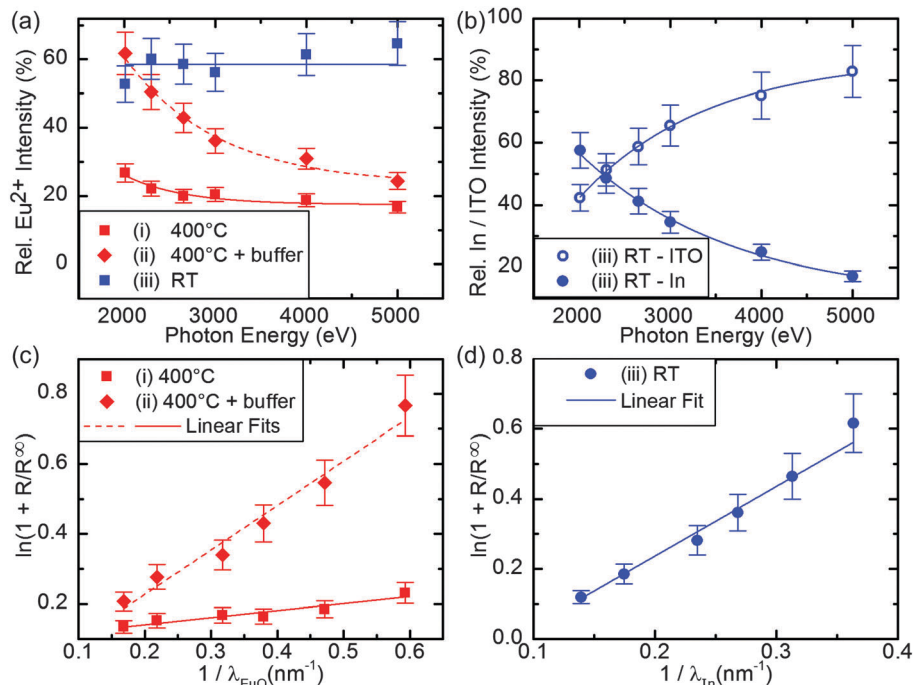 (a)
Rel. Eu2+ Intensity (%)
60
40
20
0
(i) 400°C
(ii) 400°C + buffer
(iii) RT
2000 3000 4000 5000
Photon Energy (eV)
(b)
Rel. In / ITO Intensity (%)
100
80
60
40
20
(iii) RT - ITO
(iii) RT - In
2000 3000 4000 5000
Photon Energy (eV)
(c)
ln(1 + R/R∞)
0.8
0.6
0.4
0.2
(i) 400°C
(ii) 400°C + buffer
Linear Fits
0.1 0.2 0.3 0.4 0.5 0.6
1 / λEuO(nm-1)
(d)
ln(1 + R/R∞)
0.8
0.6
0.4
0.2
0.0
(iii) RT
Linear Fit
0.1 0.2 0.3 0.4
1 / λIn(nm-1)